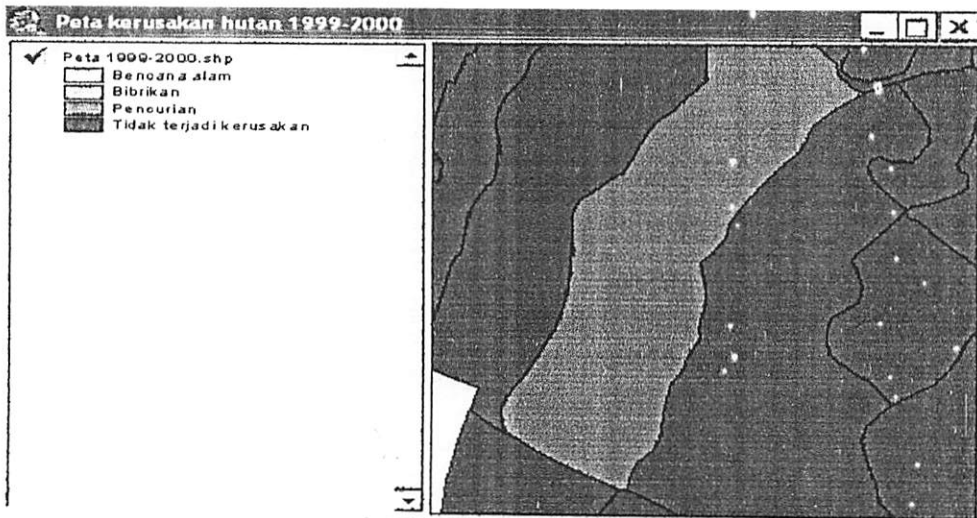 Peta kerusakan hutan 1999-2000
Peta 1999-2000.shp
Bencana alam
Bibrikan
Pencurian
Tidak terjadi kerusakan